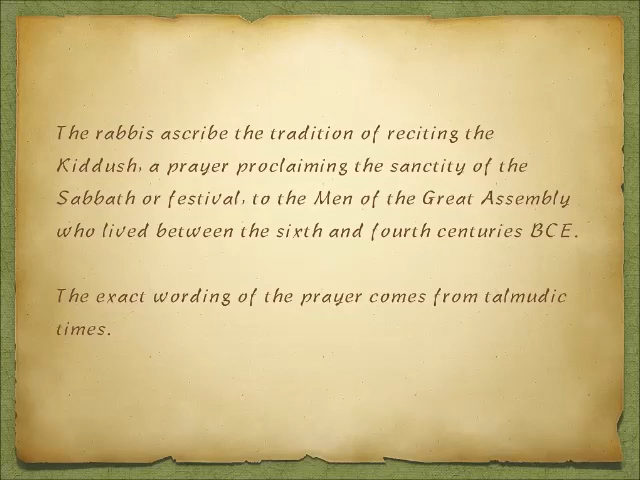 The rabbis ascribe the tradition of reciting the
Kiddush, a prayer proclaiming the sanctity of the
Sabbath or festival, to the Men of the Great Assembly
who lived between the sixth and fourth centuries BCE.
The exact wording of the prayer comes from talmudic
times.